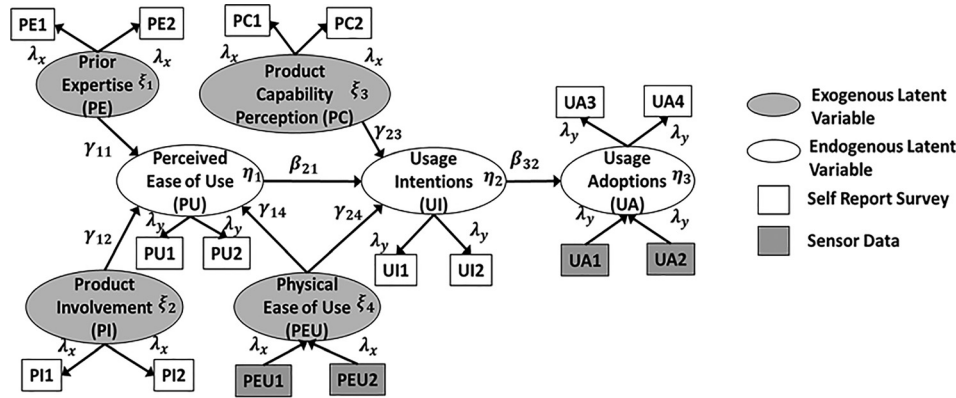 PE1
PE2
λx
λx
Prior
Expertise ξ1
(PE)
PC1
PC2
λx
λx
Product
Capability ξ3
Perception (PC)
γ11
γ23
Perceived
Ease of Use η1
(PU)
λy
λy
PU1
PU2
β21
Usage
Intentions η2
(UI)
λy
λy
UI1
UI2
β32
UA3
UA4
λy
λy
Usage
Adoptions η3
(UA)
λy
λy
UA1
UA2
γ12
γ14
γ24
Product
Involvement ξ2
(PI)
λx
λx
PI1
PI2
Physical
Ease of Use ξ4
(PEU)
λx
λx
PEU1
PEU2
Exogenous Latent
Variable
Endogenous Latent
Variable
Self Report Survey
Sensor Data